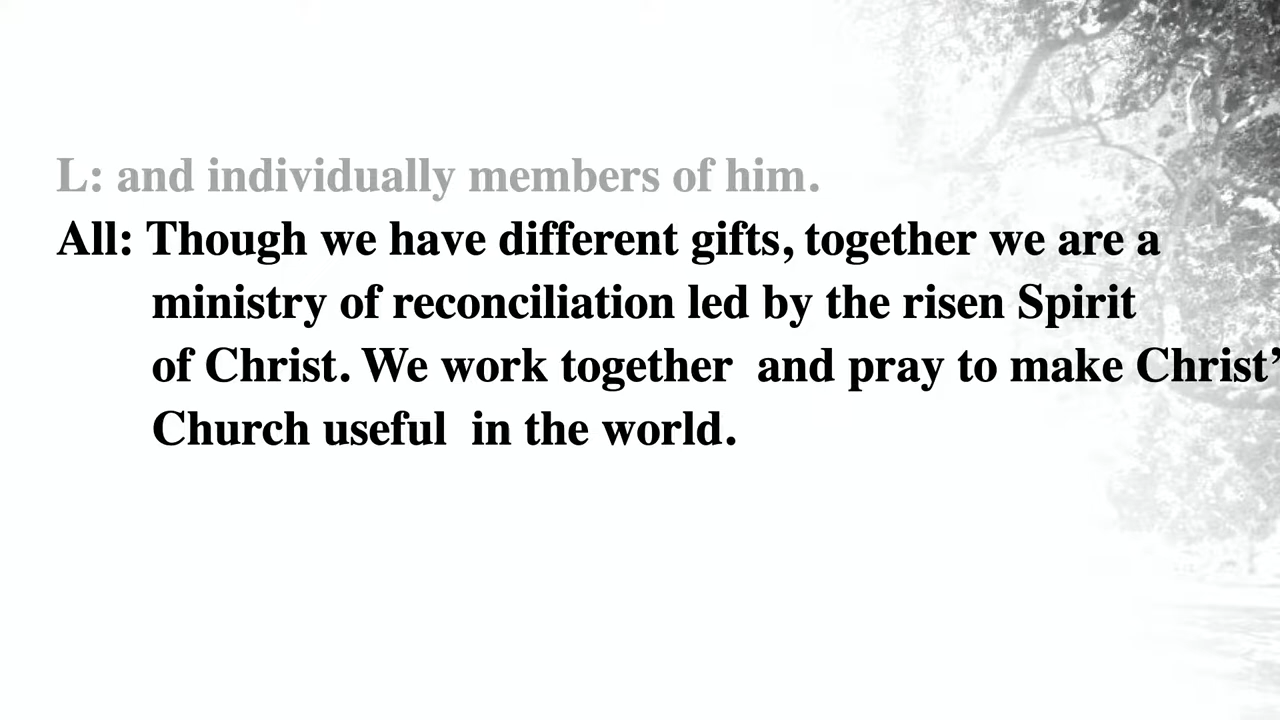 L: and individually members of him.
All: Though we have different gifts, together we are a
ministry of reconciliation led by the risen Spirit
of Christ. We work together  and pray to make Christ’
Church useful  in the world.